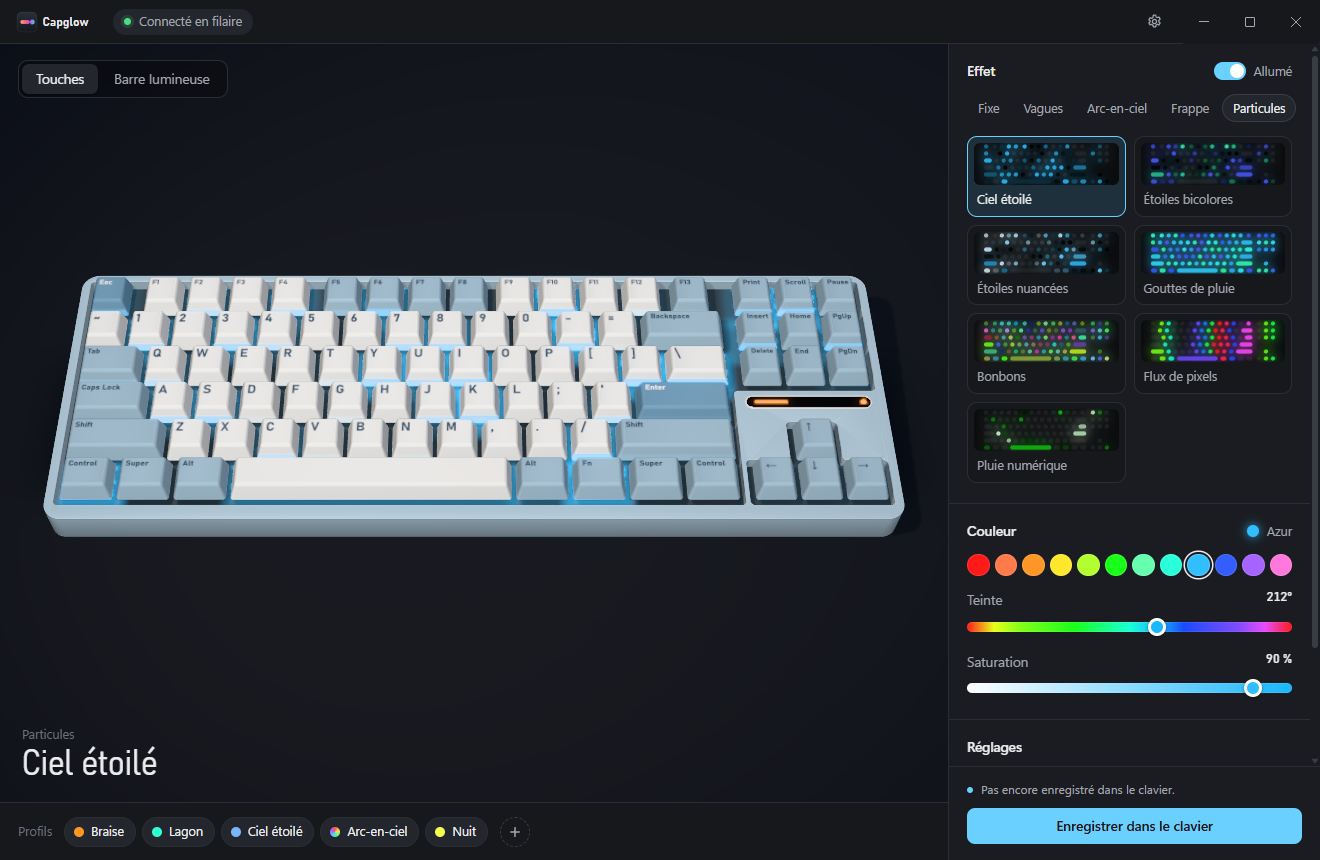 Capglow
Connecté en filaire
Touches
Barre lumineuse
Esc F1 F2 F3 F4 F5 F6 F7 F8 F9 F10 F11 F12 F13 Print Scroll Pause
~ 1 2 3 4 5 6 7 8 9 0 - = Backspace Insert Home PgUp
Tab Q W E R T Y U I O P [ ] \ Delete End PgDn
Caps Lock A S D F G H J K L ; ' Enter
Shift Z X C V B N M , . / Shift ↑
Control Super Alt Alt Fn Super Control ← ↓ →
Particules
Ciel étoilé
Profils
Braise
Lagon
Ciel étoilé
Arc-en-ciel
Nuit
+
Effet
Allumé
Fixe
Vagues
Arc-en-ciel
Frappe
Particules
Ciel étoilé
Étoiles bicolores
Étoiles nuancées
Gouttes de pluie
Bonbons
Flux de pixels
Pluie numérique
Couleur
Azur
Teinte
212°
Saturation
90 %
Réglages
Pas encore enregistré dans le clavier.
Enregistrer dans le clavier